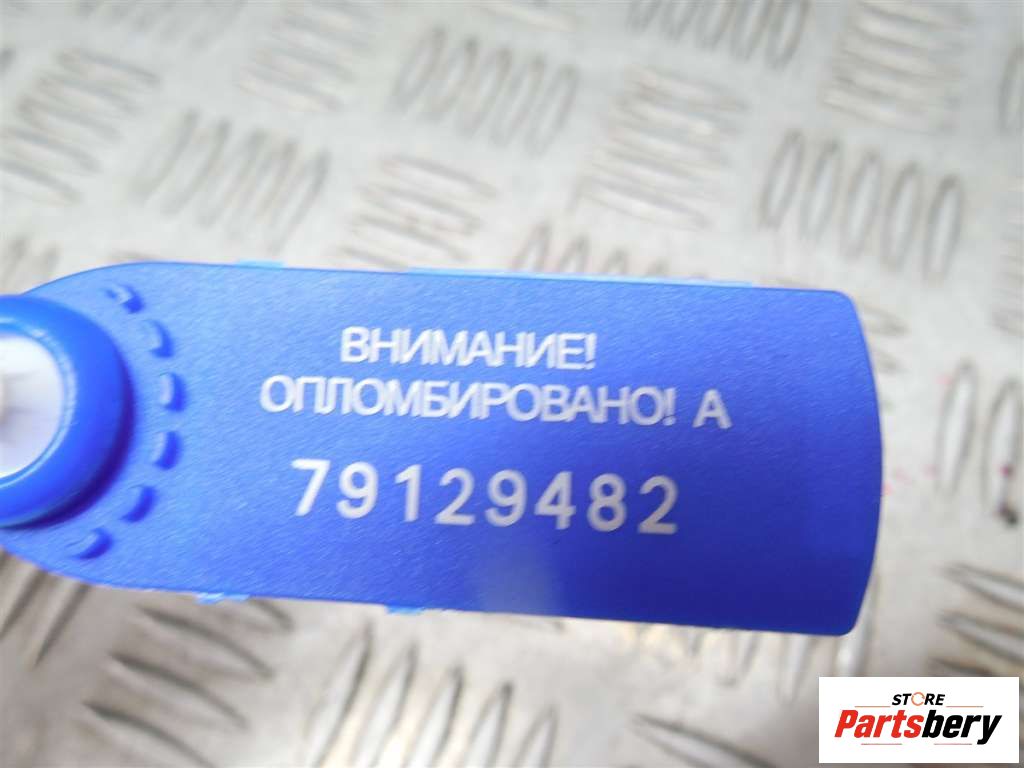 ВНИМАНИЕ!
ОПЛОМБИРОВАНО! А
79129482
STORE
Partsbery